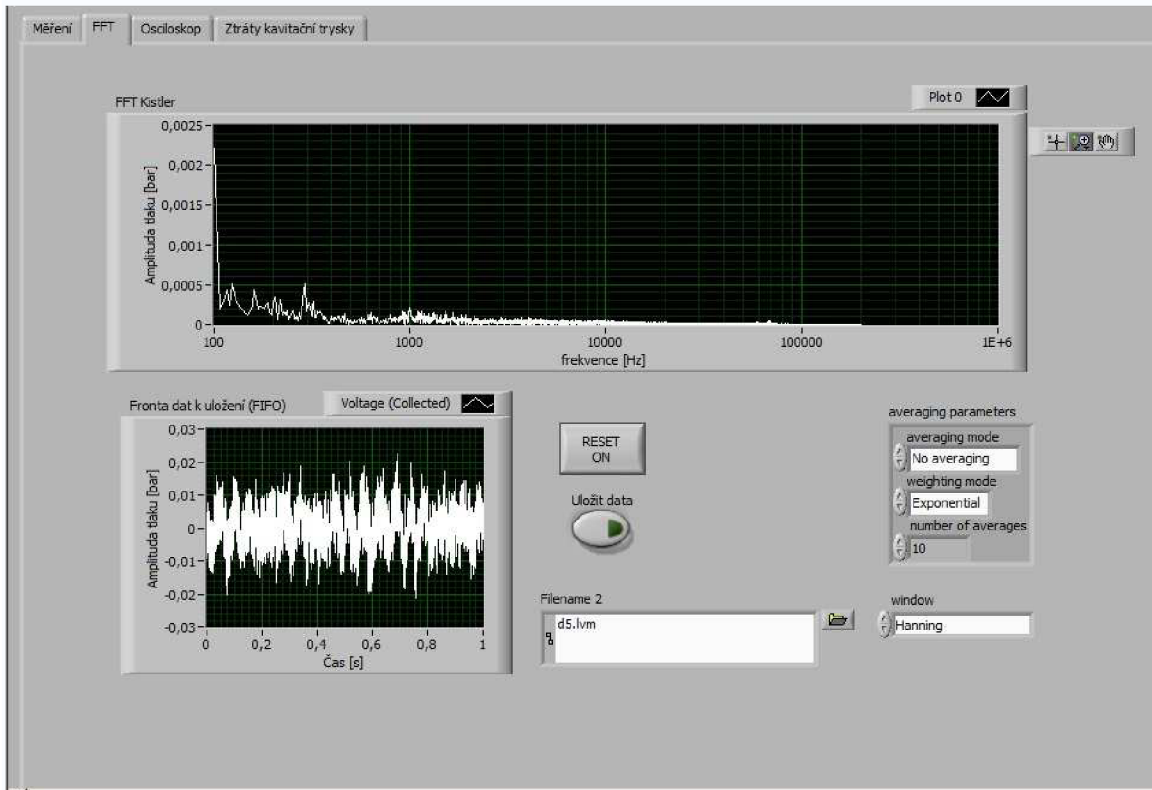 Měření
FFT
Osciloskop
Ztráty kavitační trysky
FFT Kistler
Plot 0
Amplituda tlaku [bar]
0,0025
0,002
0,0015
0,001
0,0005
0
100
1000
10000
100000
1E+6
frekvence [Hz]
Fronta dat k uložení (FIFO)
Voltage (Collected)
Amplituda tlaku [bar]
0,03
0,02
0,01
0
-0,01
-0,02
-0,03
0
0,2
0,4
0,6
0,8
1
Čas [s]
RESET
ON
Uložit data
Filename 2
d5.lvm
averaging parameters
averaging mode
No averaging
weighting mode
Exponential
number of averages
10
window
Hanning